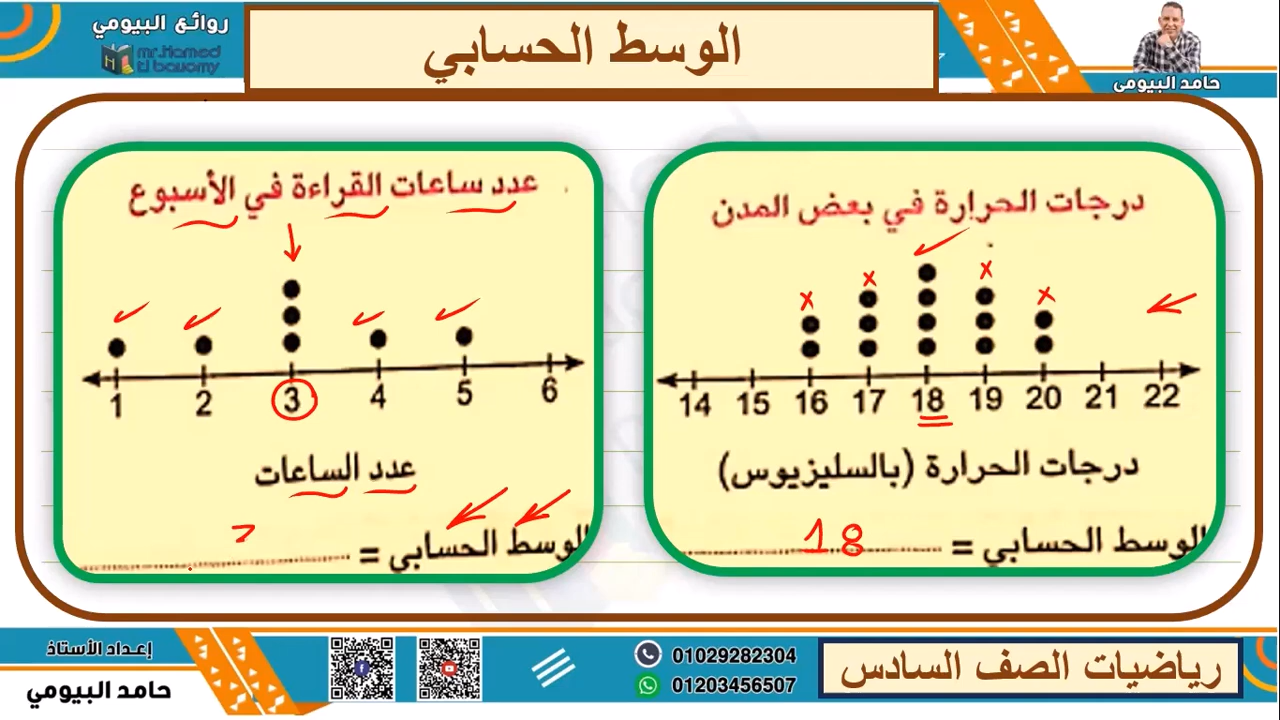 روائع البيومي
mr.Hamed
El bauomy
الوسط الحسابي
حامد البيومى
درجات الحرارة في بعض المدن
14 15 16 17 18 19 20 21 22
درجات الحرارة (بالسليزيوس)
الوسط الحسابي = 18
عدد ساعات القراءة في الأسبوع
1 2 3 4 5 6
عدد الساعات
الوسط الحسابي =
رياضيات الصف السادس
01029282304
01203456507
إعداد الأستاذ
حامد البيومي